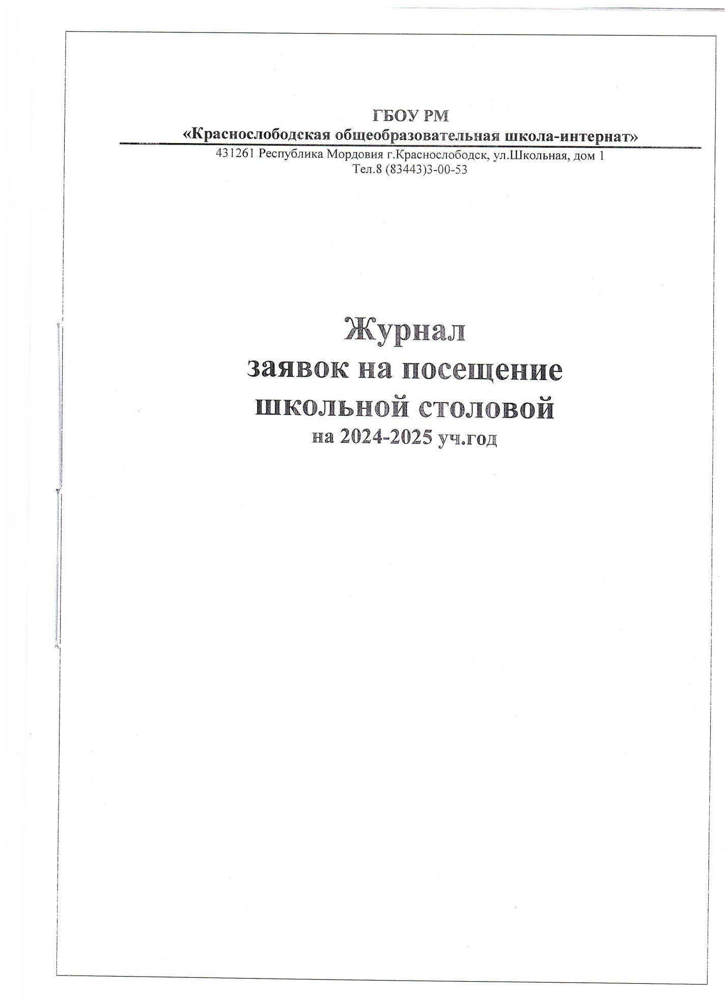 ГБОУ РМ
«Краснослободская общеобразовательная школа-интернат»
431261 Республика Мордовия г.Краснослободск, ул.Школьная, дом 1
Тел.8 (83443)3-00-53
Журнал
заявок на посещение
школьной столовой
на 2024-2025 уч.год